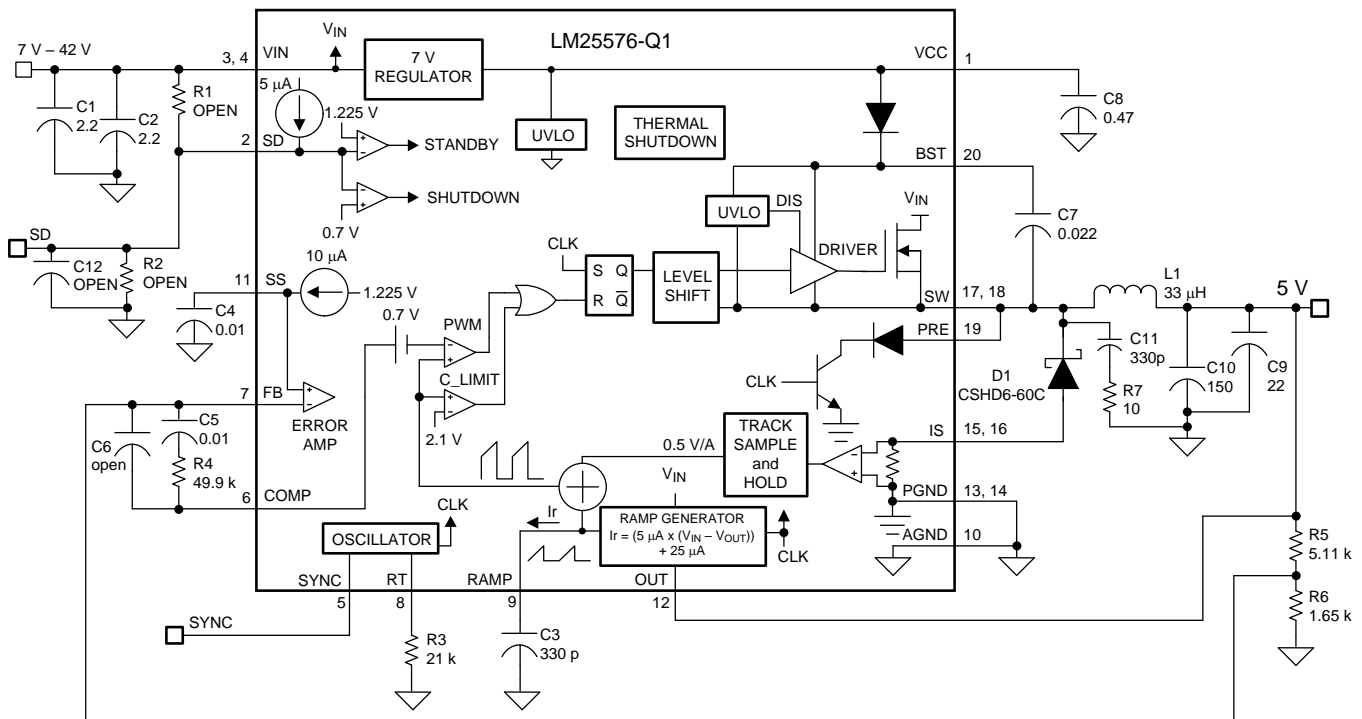 LM25576-Q1
7 V – 42 V
3, 4
VIN
V_IN
7 V
REGULATOR
VCC
1
C1
2.2
C2
2.2
R1
OPEN
5 µA
1.225 V
2
SD
STANDBY
SHUTDOWN
0.7 V
UVLO
THERMAL
SHUTDOWN
C8
0.47
BST
20
UVLO
DIS
V_IN
DRIVER
C7
0.022
SD
C12
OPEN
R2
OPEN
11
SS
10 µA
1.225 V
C4
0.01
CLK
S Q
R Q̅
LEVEL
SHIFT
SW
17, 18
L1
33 µH
5 V
0.7 V
PWM
C_LIMIT
2.1 V
PRE
19
CLK
C11
330p
R7
10
D1
CSHD6-60C
C10
150
C9
22
7
FB
ERROR
AMP
C6
open
C5
0.01
R4
49.9 k
6
COMP
0.5 V/A
TRACK
SAMPLE
and
HOLD
IS
15, 16
PGND
13, 14
AGND
10
V_IN
Ir
RAMP GENERATOR
Ir = (5 µA x (V_IN – V_OUT))
+ 25 µA
CLK
CLK
OSCILLATOR
SYNC
5
RT
8
RAMP
9
OUT
12
SYNC
R3
21 k
C3
330 p
R5
5.11 k
R6
1.65 k